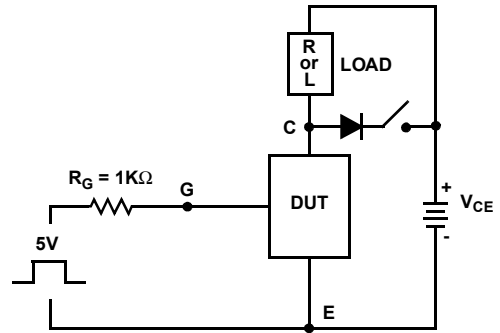 R
or
L
LOAD
C
R_G = 1KΩ
G
DUT
+
V_CE
-
5V
E